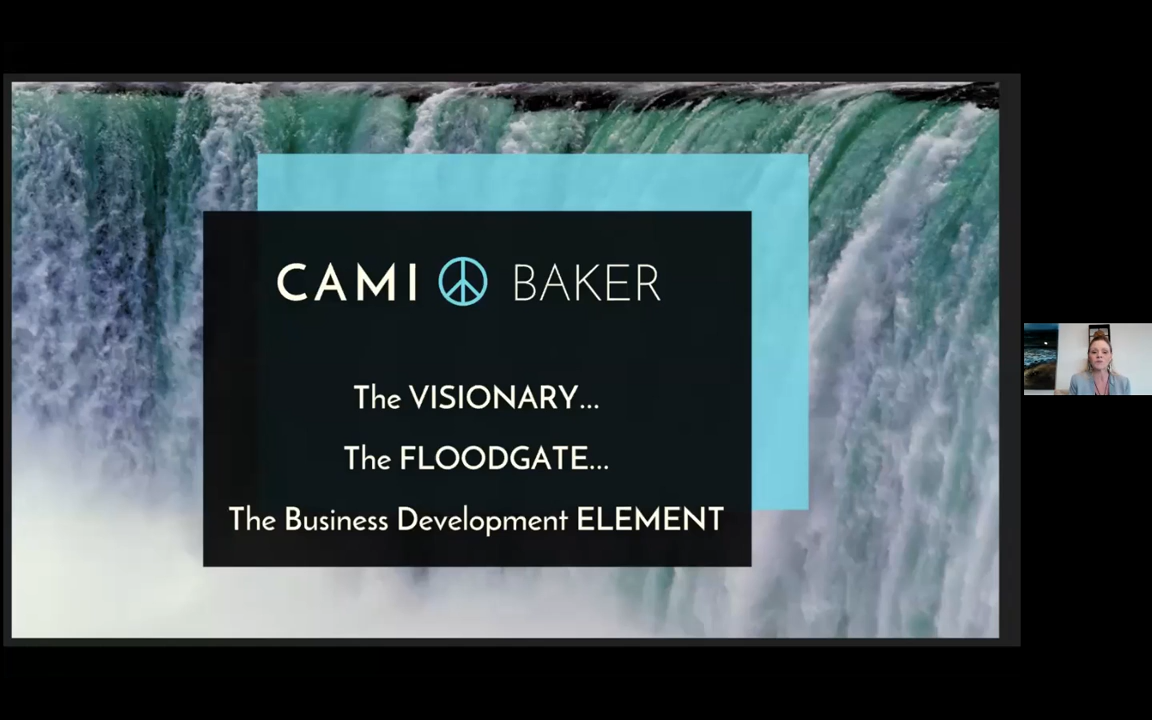 CAMI BAKER
The VISIONARY...
The FLOODGATE...
The Business Development ELEMENT